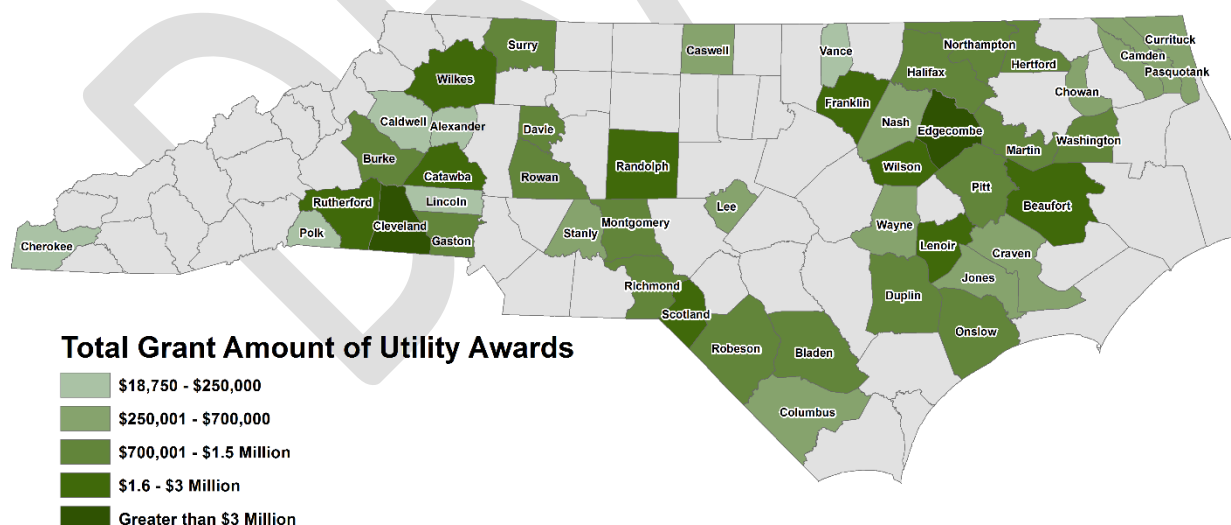 Surry
Caswell
Vance
Northampton
Currituck
Camden
Hertford
Pasquotank
Halifax
Wilkes
Chowan
Franklin
Caldwell
Alexander
Nash
Edgecombe
Davie
Washington
Martin
Burke
Randolph
Wilson
Catawba
Rowan
Pitt
Rutherford
Lincoln
Beaufort
Lee
Cleveland
Montgomery
Wayne
Polk
Stanly
Gaston
Lenoir
Cherokee
Craven
Jones
Richmond
Duplin
Scotland
Onslow
Robeson
Bladen
Columbus
Total Grant Amount of Utility Awards
$18,750 - $250,000
$250,001 - $700,000
$700,001 - $1.5 Million
$1.6 - $3 Million
Greater than $3 Million